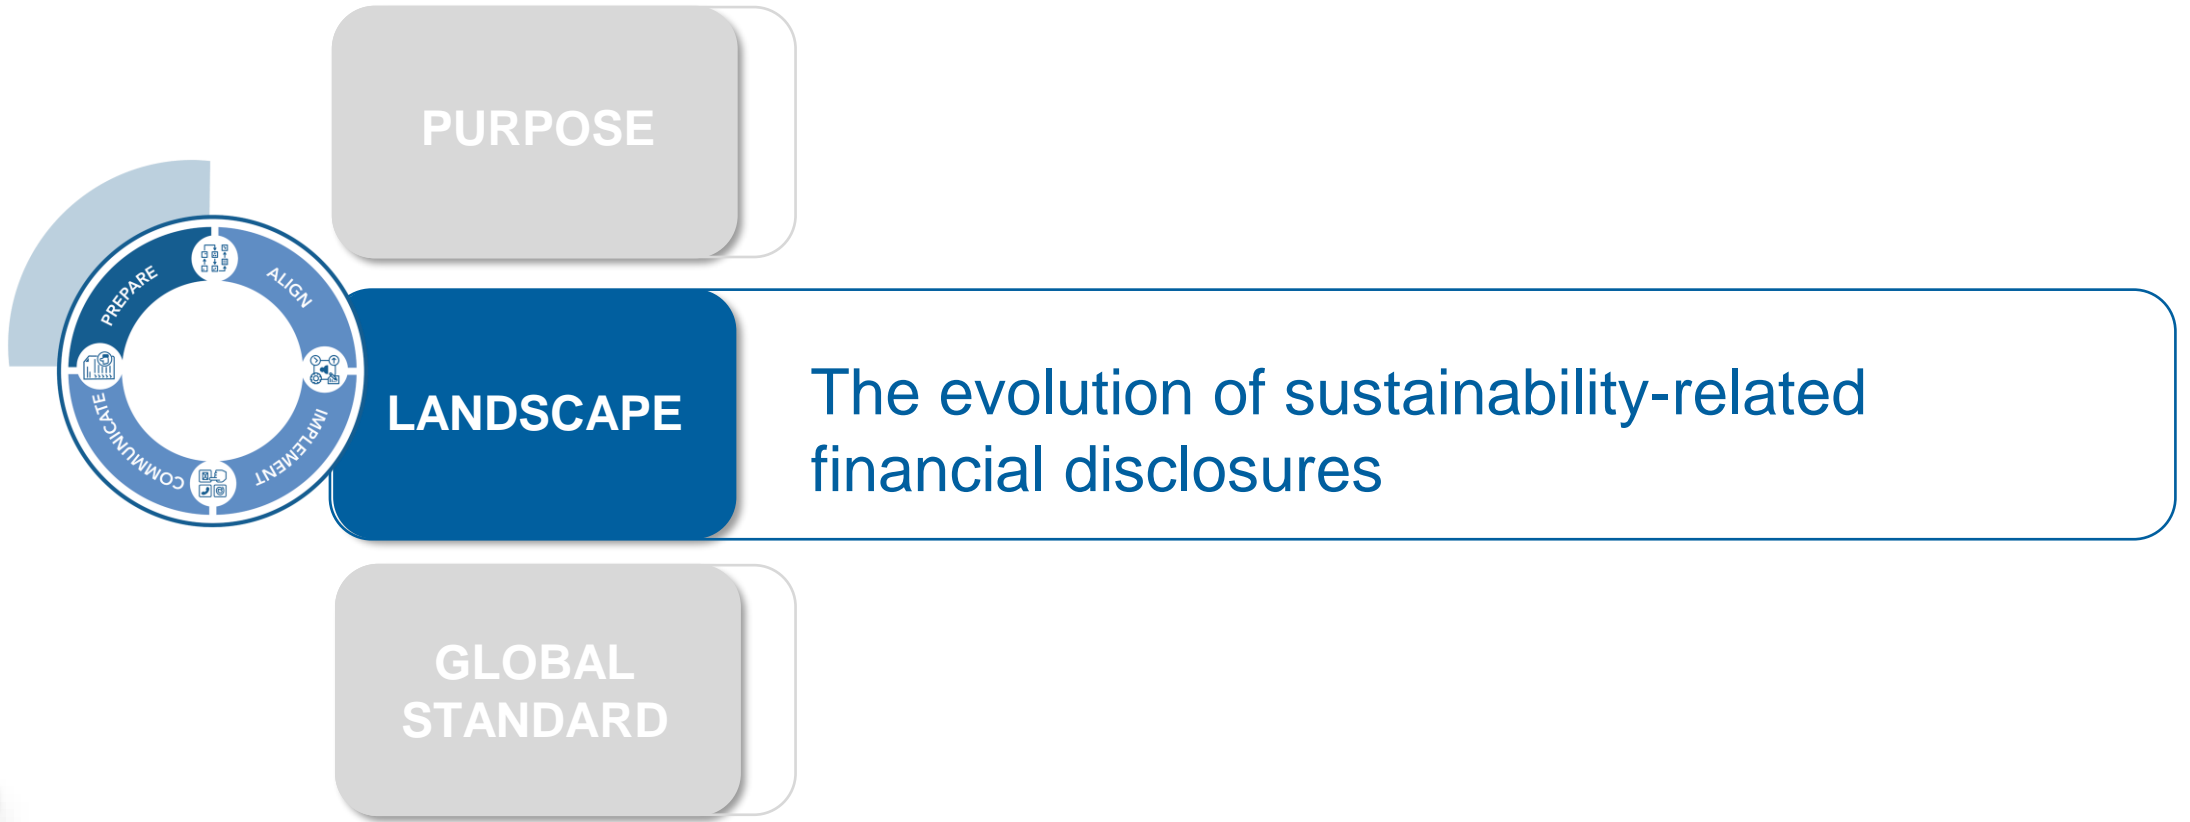 PURPOSE
PREPARE
ALIGN
IMPLEMENT
COMMUNICATE
LANDSCAPE
The evolution of sustainability-related
financial disclosures
GLOBAL
STANDARD